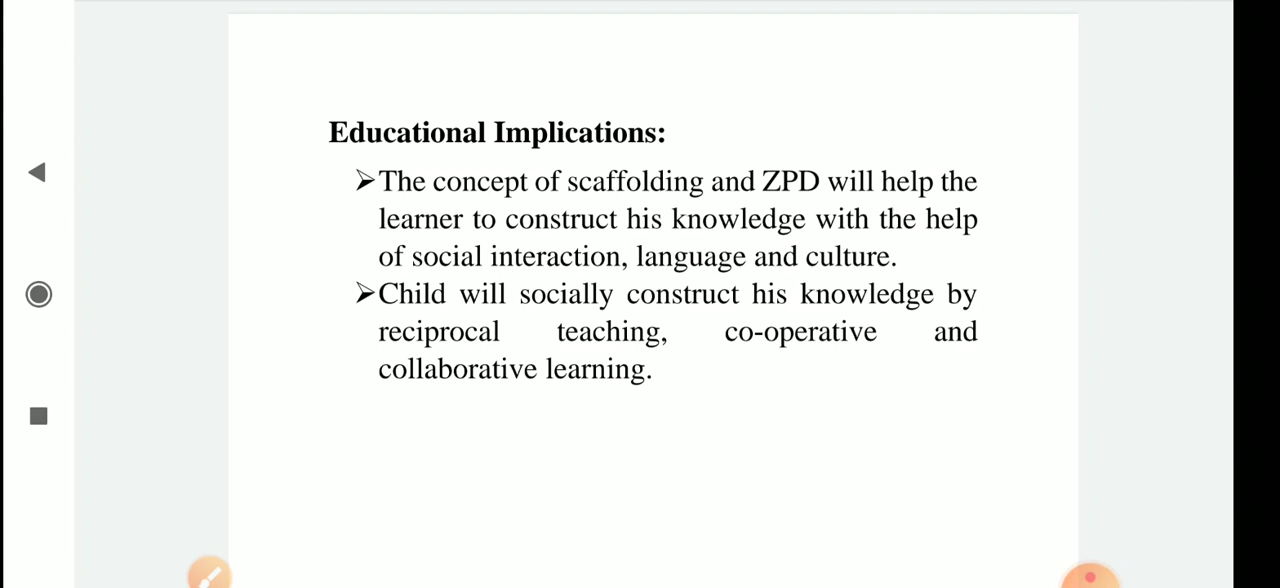 Educational Implications:
➢The concept of scaffolding and ZPD will help the
learner to construct his knowledge with the help
of social interaction, language and culture.
➢Child will socially construct his knowledge by
reciprocal teaching, co-operative and
collaborative learning.